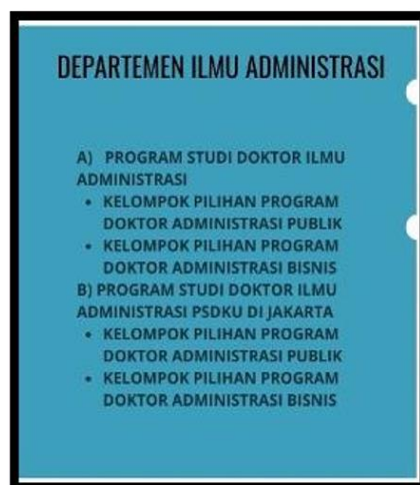 DEPARTEMEN ILMU ADMINISTRASI
A) PROGRAM STUDI DOKTOR ILMU
ADMINISTRASI
• KELOMPOK PILIHAN PROGRAM
DOKTOR ADMINISTRASI PUBLIK
• KELOMPOK PILIHAN PROGRAM
DOKTOR ADMINISTRASI BISNIS
B) PROGRAM STUDI DOKTOR ILMU
ADMINISTRASI PSDKU DI JAKARTA
• KELOMPOK PILIHAN PROGRAM
DOKTOR ADMINISTRASI PUBLIK
• KELOMPOK PILIHAN PROGRAM
DOKTOR ADMINISTRASI BISNIS